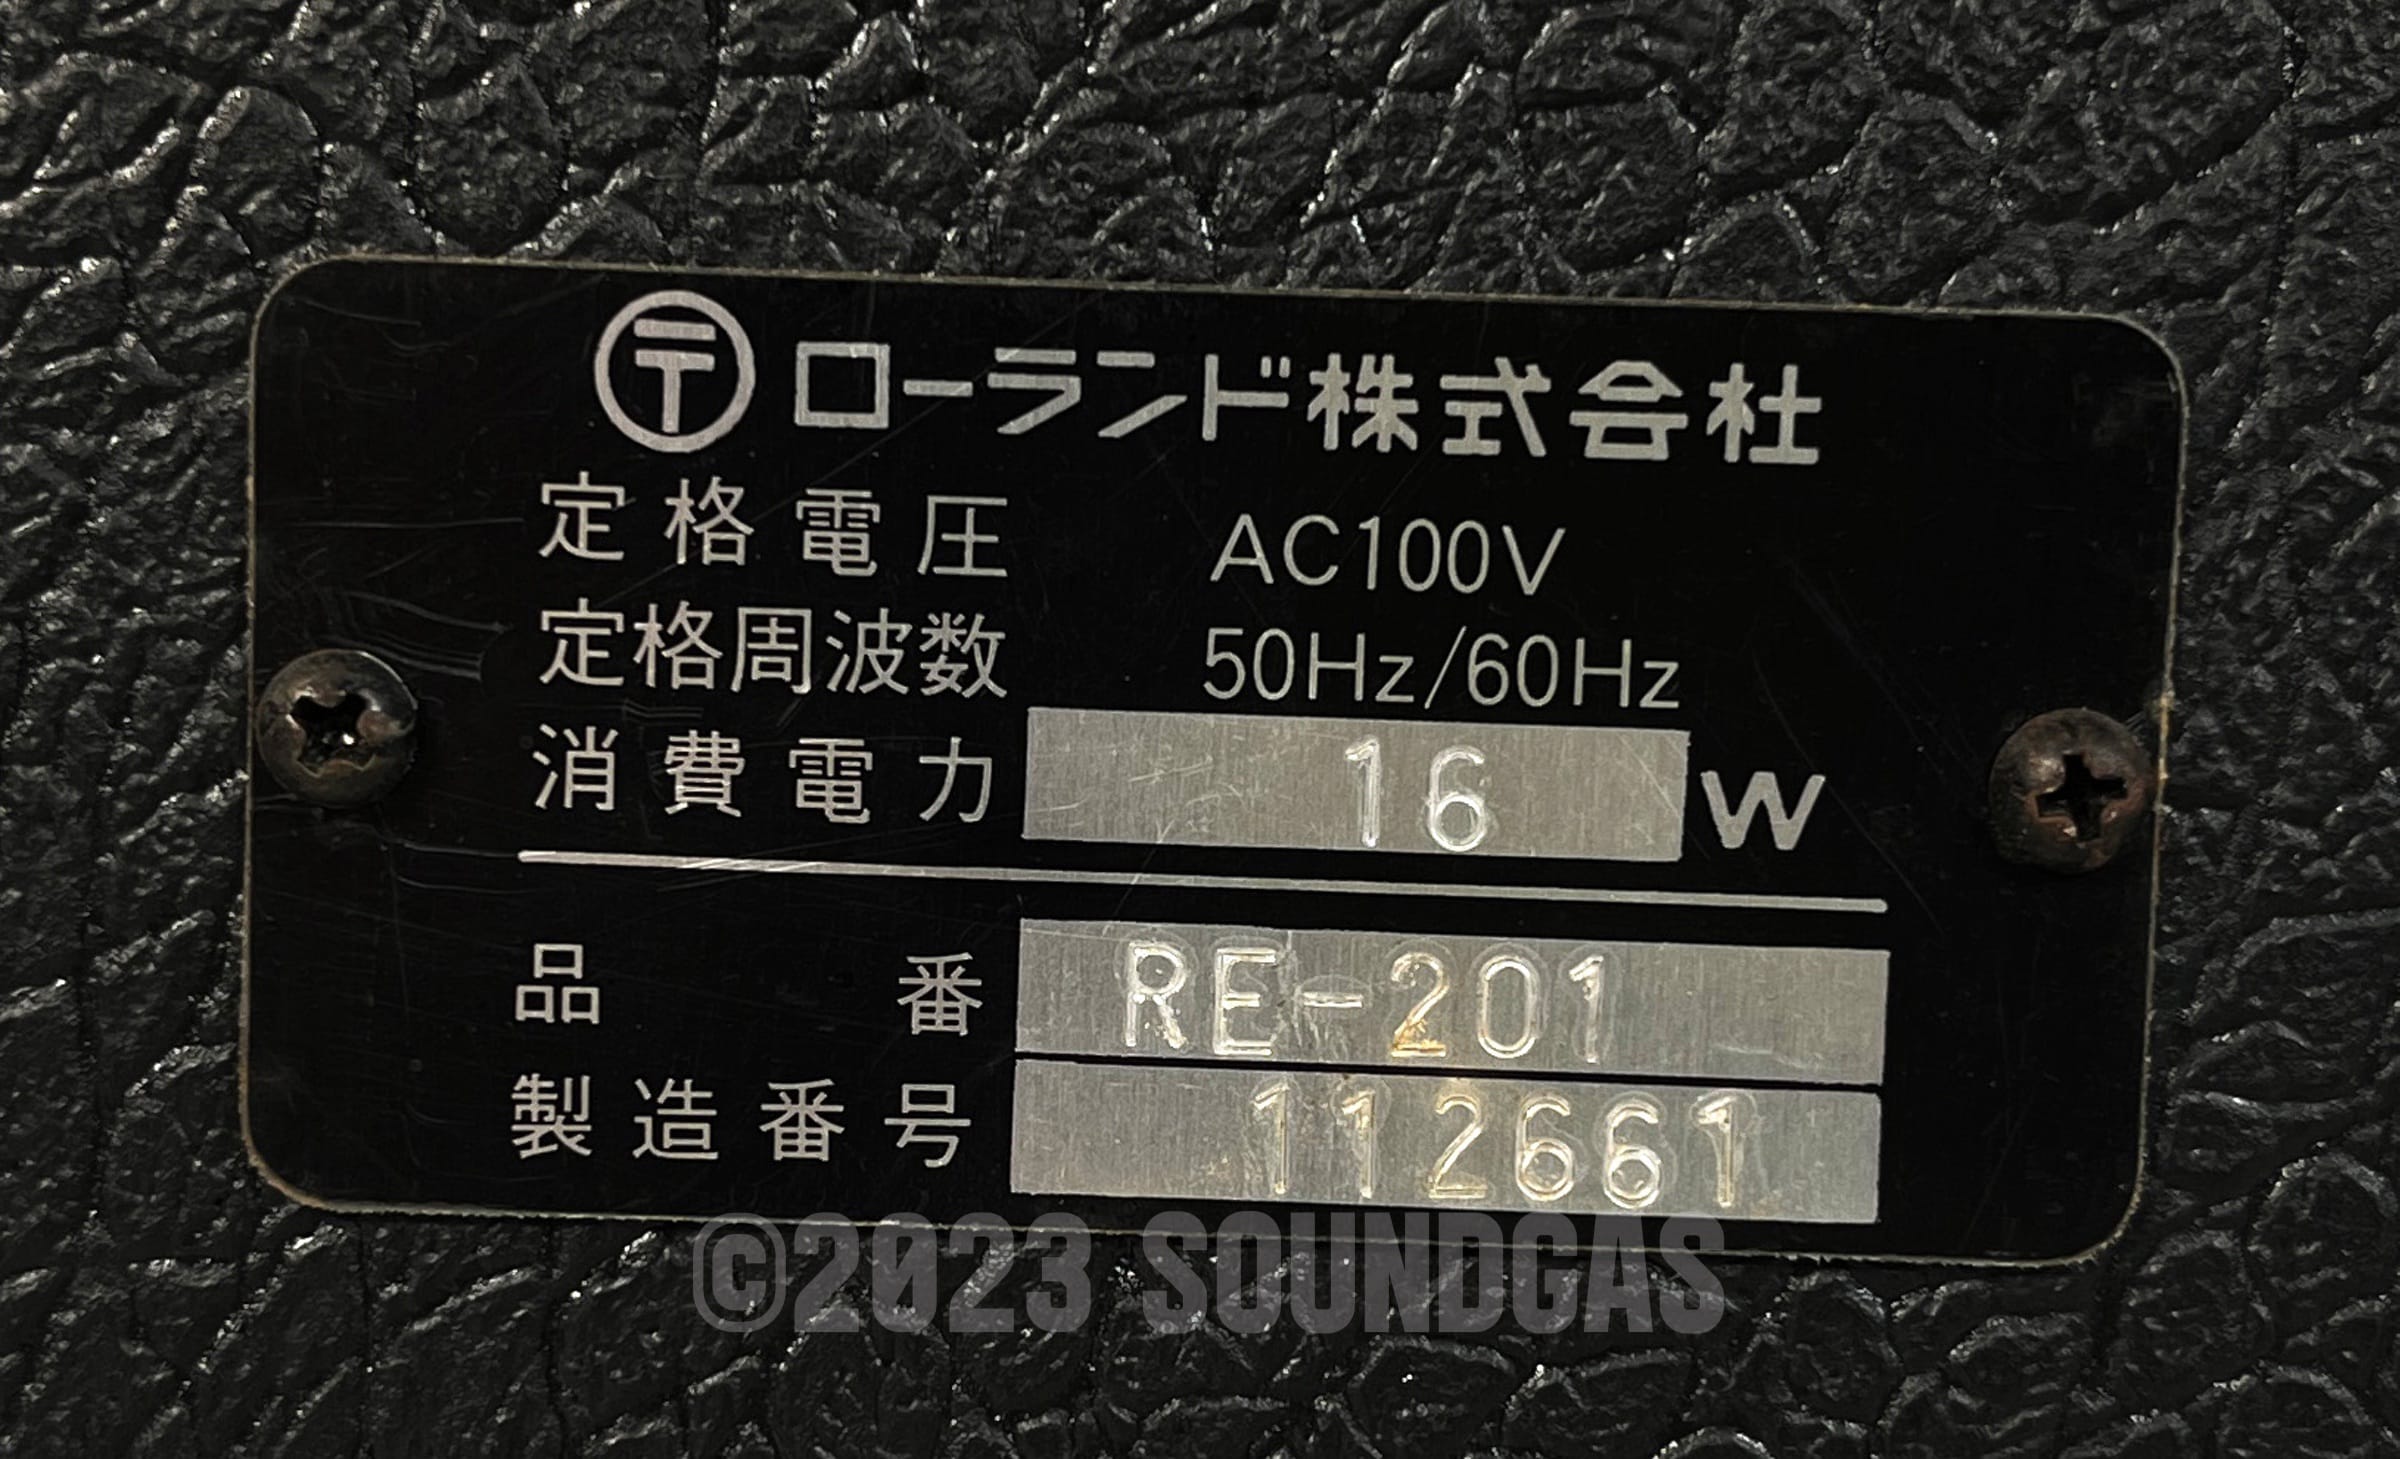 〶 ローランド株式会社
定格電圧 AC100V
定格周波数 50Hz/60Hz
消費電力 16 W
品番 RE-201
製造番号 112661
©2023 SOUNDGAS